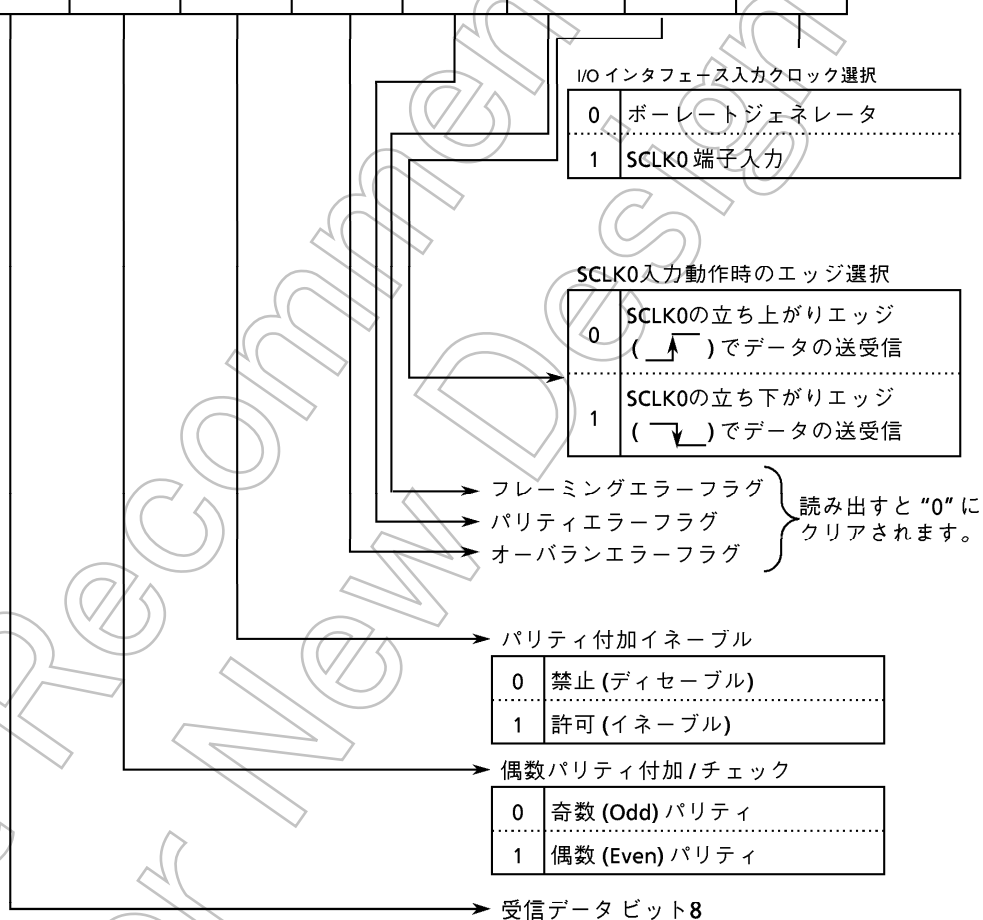 I/O インタフェース入力クロック選択
0 ボーレートジェネレータ
1 SCLK0 端子入力
SCLK0入力動作時のエッジ選択
0 SCLK0の立ち上がりエッジ
( ) でデータの送受信
1 SCLK0の立ち下がりエッジ
( ) でデータの送受信
フレーミングエラーフラグ
パリティエラーフラグ
オーバランエラーフラグ
読み出すと "0" に
クリアされます。
パリティ付加イネーブル
0 禁止 (ディセーブル)
1 許可 (イネーブル)
偶数パリティ付加 / チェック
0 奇数 (Odd) パリティ
1 偶数 (Even) パリティ
受信データ ビット8
Recommen
New Design